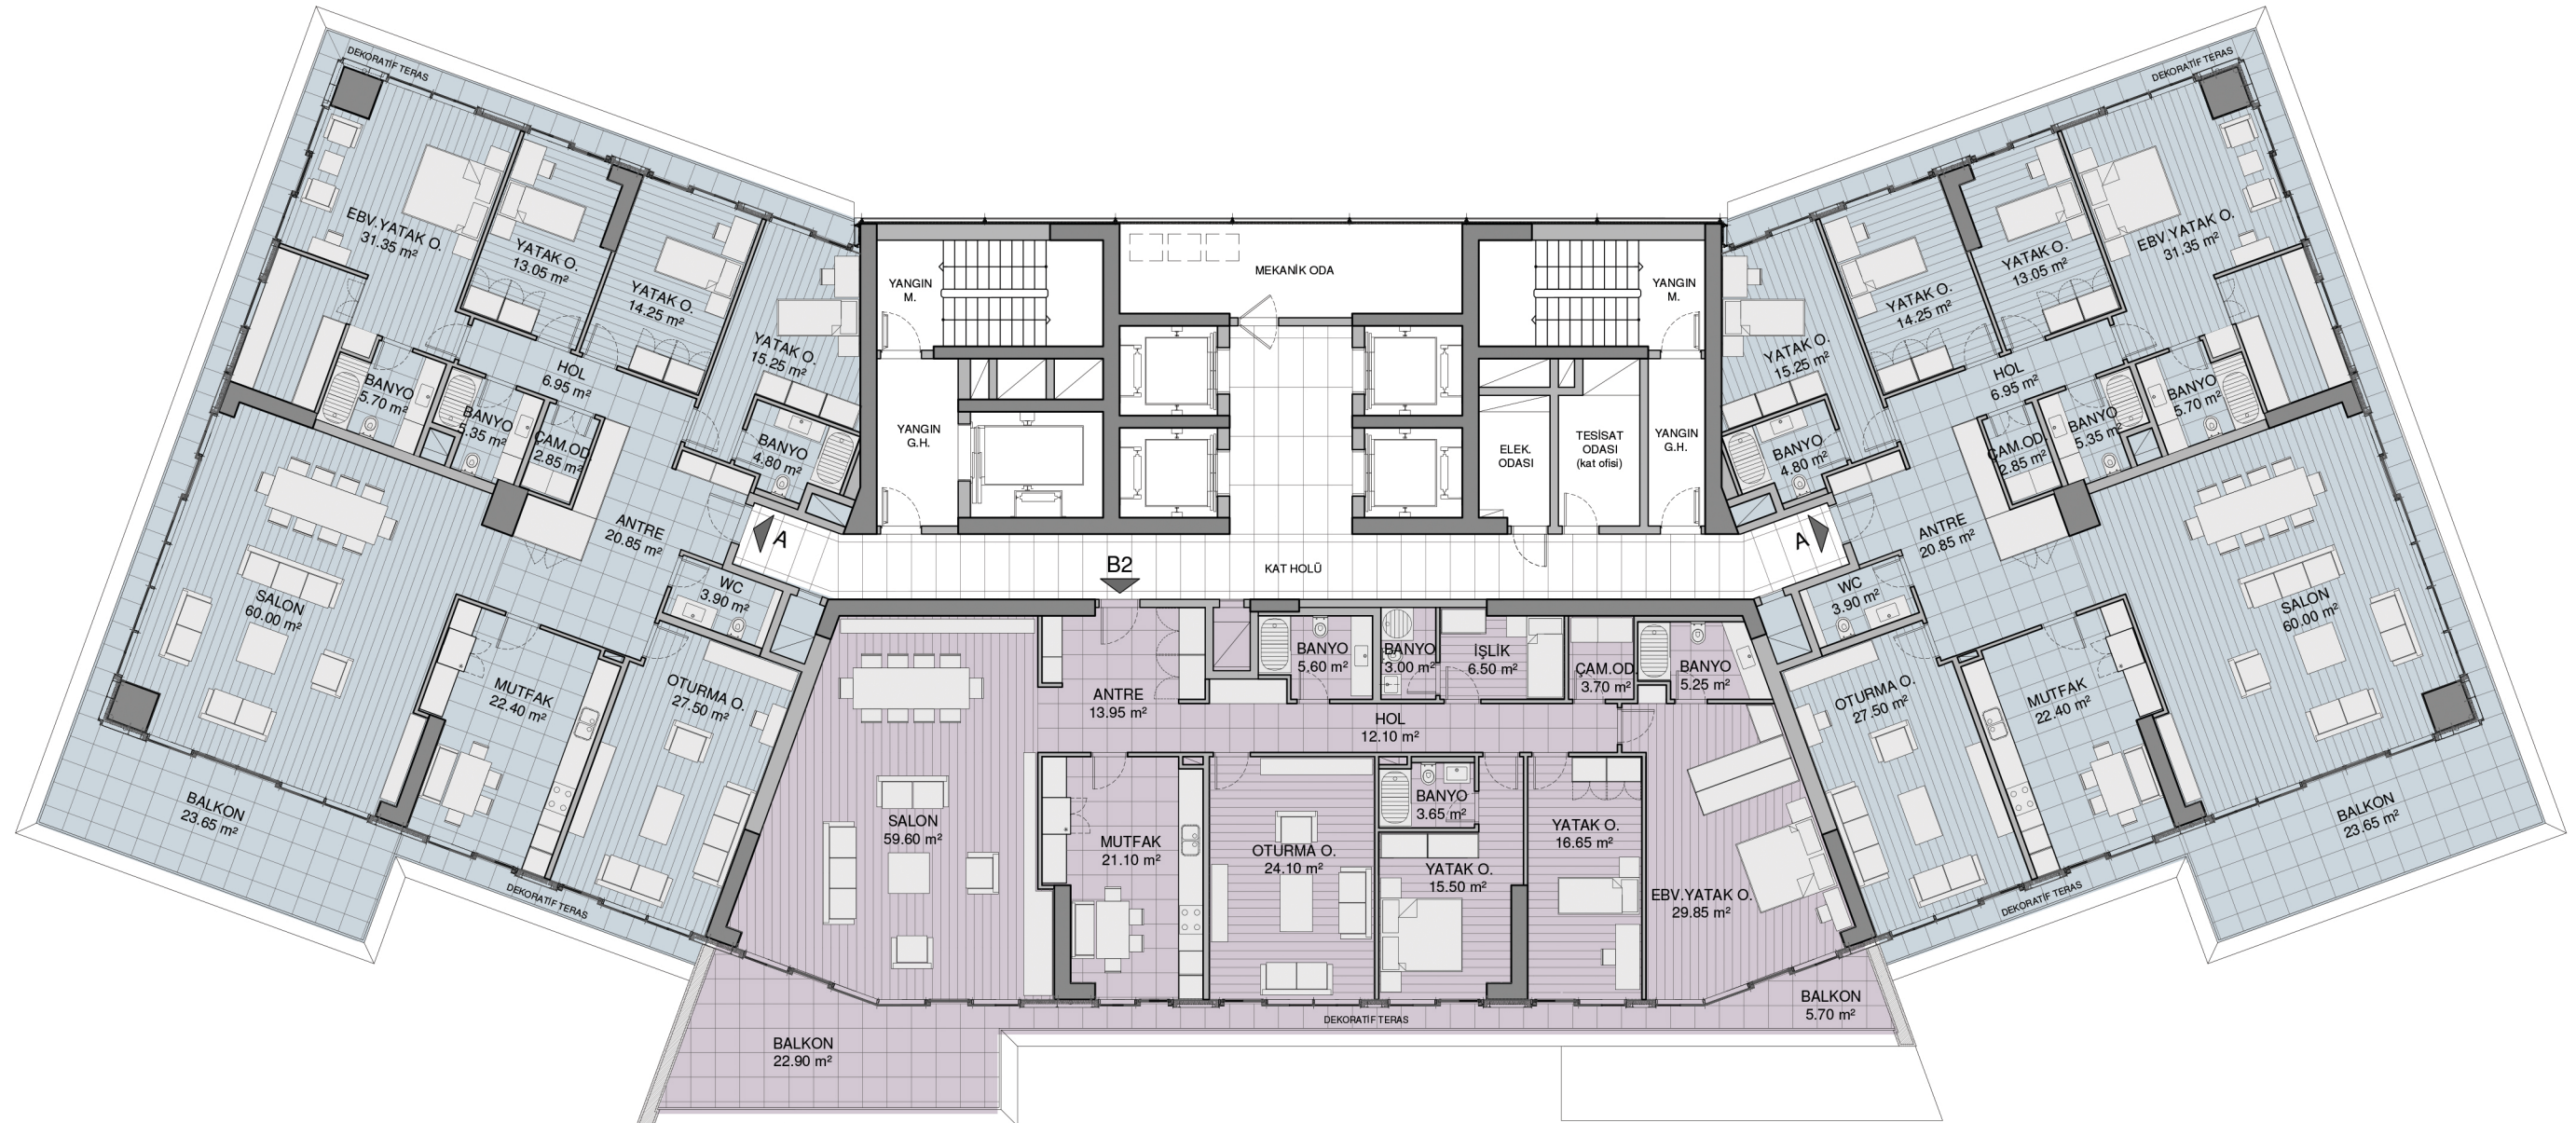 DEKORATİF TERAS
EBV.YATAK O.
31.35 m²
YATAK O.
13.05 m²
YATAK O.
14.25 m²
YATAK O.
15.25 m²
HOL
6.95 m²
BANYO
5.70 m²
BANYO
5.35 m²
ÇAM.OD.
2.85 m²
BANYO
4.80 m²
ANTRE
20.85 m²
A
WC
3.90 m²
SALON
60.00 m²
MUTFAK
22.40 m²
OTURMA O.
27.50 m²
BALKON
23.65 m²
DEKORATİF TERAS
YANGIN
M.
YANGIN
G.H.
MEKANİK ODA
YANGIN
M.
ELEK.
ODASI
TESİSAT
ODASI
(kat ofisi)
YANGIN
G.H.
B2
KAT HOLÜ
SALON
59.60 m²
ANTRE
13.95 m²
BANYO
5.60 m²
BANYO
3.00 m²
İŞLİK
6.50 m²
ÇAM.OD.
3.70 m²
BANYO
5.25 m²
HOL
12.10 m²
MUTFAK
21.10 m²
OTURMA O.
24.10 m²
BANYO
3.65 m²
YATAK O.
15.50 m²
YATAK O.
16.65 m²
EBV.YATAK O.
29.85 m²
BALKON
22.90 m²
DEKORATİF TERAS
BALKON
5.70 m²
DEKORATİF TERAS
EBV.YATAK O.
31.35 m²
YATAK O.
13.05 m²
YATAK O.
14.25 m²
YATAK O.
15.25 m²
HOL
6.95 m²
BANYO
5.70 m²
BANYO
5.35 m²
ÇAM.OD.
2.85 m²
BANYO
4.80 m²
ANTRE
20.85 m²
A
WC
3.90 m²
SALON
60.00 m²
OTURMA O.
27.50 m²
MUTFAK
22.40 m²
BALKON
23.65 m²
DEKORATİF TERAS